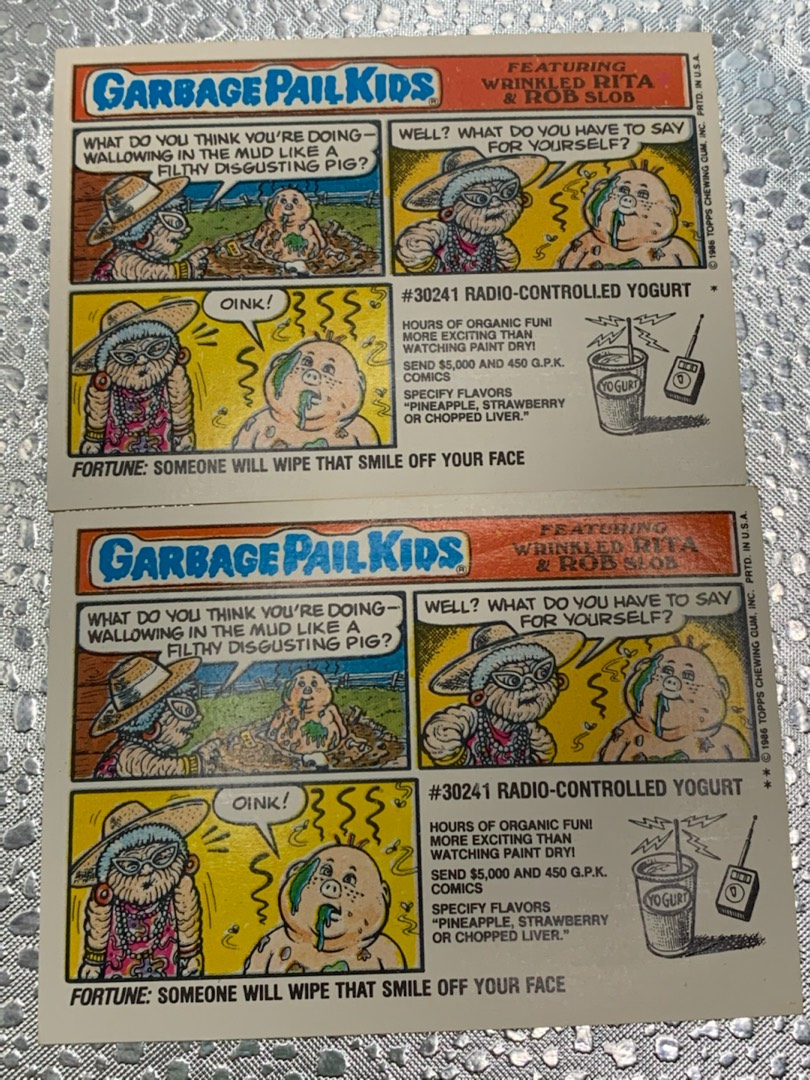 GARBAGE PAIL KIDS®
FEATURING
WRINKLED RITA
& ROB SLOB
WHAT DO YOU THINK YOU'RE DOING—
WALLOWING IN THE MUD LIKE A
FILTHY DISGUSTING PIG?
WELL? WHAT DO YOU HAVE TO SAY
FOR YOURSELF?
OINK!
#30241 RADIO-CONTROLLED YOGURT
HOURS OF ORGANIC FUN!
MORE EXCITING THAN
WATCHING PAINT DRY!
SEND $5,000 AND 450 G.P.K.
COMICS
SPECIFY FLAVORS
"PINEAPPLE, STRAWBERRY
OR CHOPPED LIVER."
YOGURT
FORTUNE: SOMEONE WILL WIPE THAT SMILE OFF YOUR FACE
*
© 1986 TOPPS CHEWING GUM, INC. PRTD. IN U.S.A.
GARBAGE PAIL KIDS®
FEATURING
WRINKLED RITA
& ROB SLOB
WHAT DO YOU THINK YOU'RE DOING—
WALLOWING IN THE MUD LIKE A
FILTHY DISGUSTING PIG?
WELL? WHAT DO YOU HAVE TO SAY
FOR YOURSELF?
OINK!
#30241 RADIO-CONTROLLED YOGURT
HOURS OF ORGANIC FUN!
MORE EXCITING THAN
WATCHING PAINT DRY!
SEND $5,000 AND 450 G.P.K.
COMICS
SPECIFY FLAVORS
"PINEAPPLE, STRAWBERRY
OR CHOPPED LIVER."
YOGURT
FORTUNE: SOMEONE WILL WIPE THAT SMILE OFF YOUR FACE
** © 1986 TOPPS CHEWING GUM, INC. PRTD. IN U.S.A.